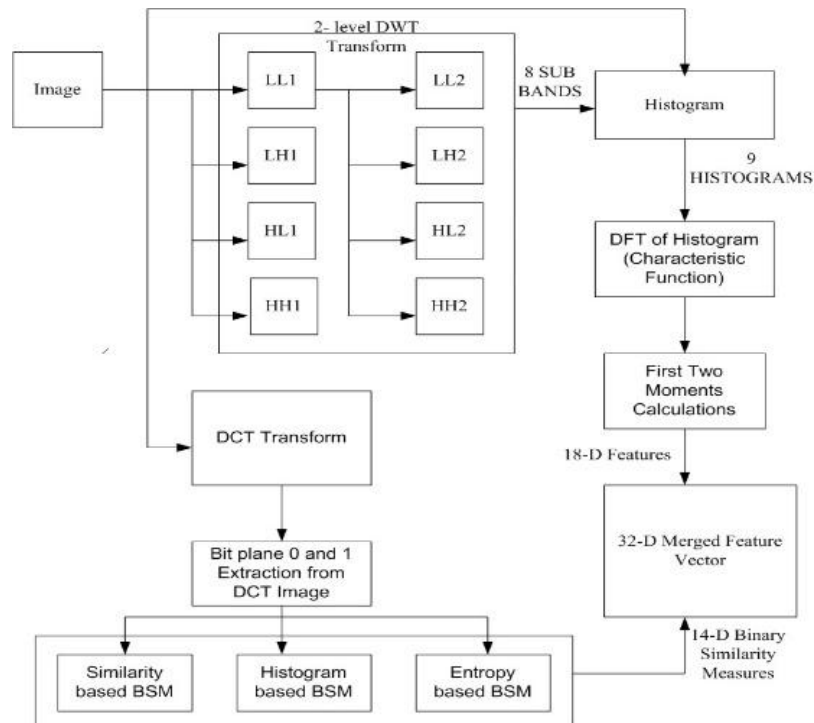 2- level DWT
Transform
Image
LL1
LL2
8 SUB
BANDS
Histogram
LH1
LH2
9
HISTOGRAMS
HL1
HL2
DFT of Histogram
(Characteristic
Function)
HH1
HH2
First Two
Moments
Calculations
DCT Transform
18-D Features
32-D Merged Feature
Vector
Bit plane 0 and 1
Extraction from
DCT Image
14-D Binary
Similarity
Measures
Similarity
based BSM
Histogram
based BSM
Entropy
based BSM